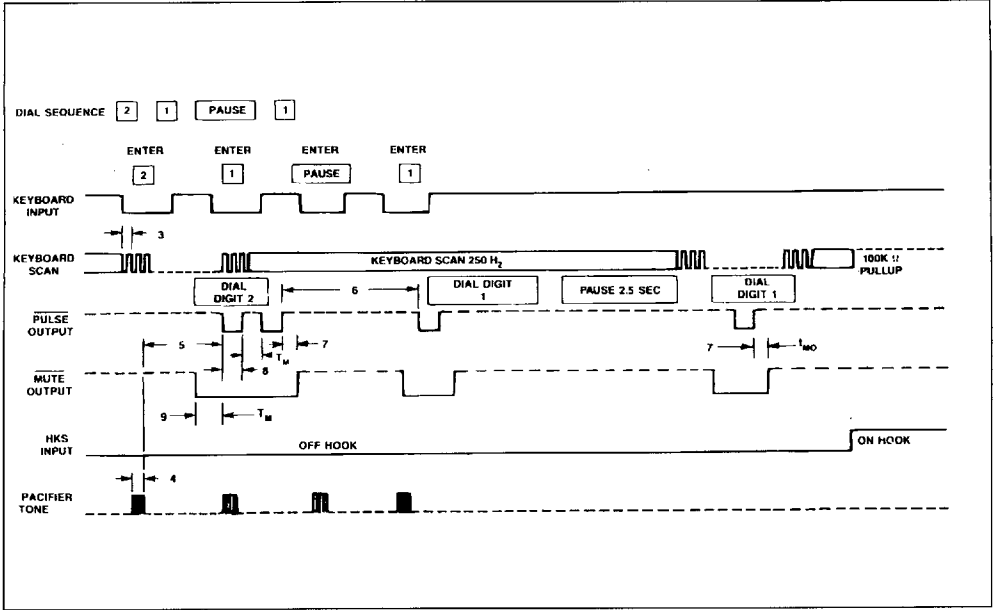 DIAL SEQUENCE 2 1 PAUSE 1
ENTER ENTER ENTER ENTER
2 1 PAUSE 1
KEYBOARD INPUT
3
KEYBOARD SCAN
KEYBOARD SCAN 250 Hz
100K Ω PULLUP
DIAL DIGIT 2
6
DIAL DIGIT 1
PAUSE 2.5 SEC
DIAL DIGIT 1
PULSE OUTPUT
5
TM
7
8
7
tMO
MUTE OUTPUT
9
TM
HKS INPUT
OFF HOOK
ON HOOK
4
PACIFIER TONE